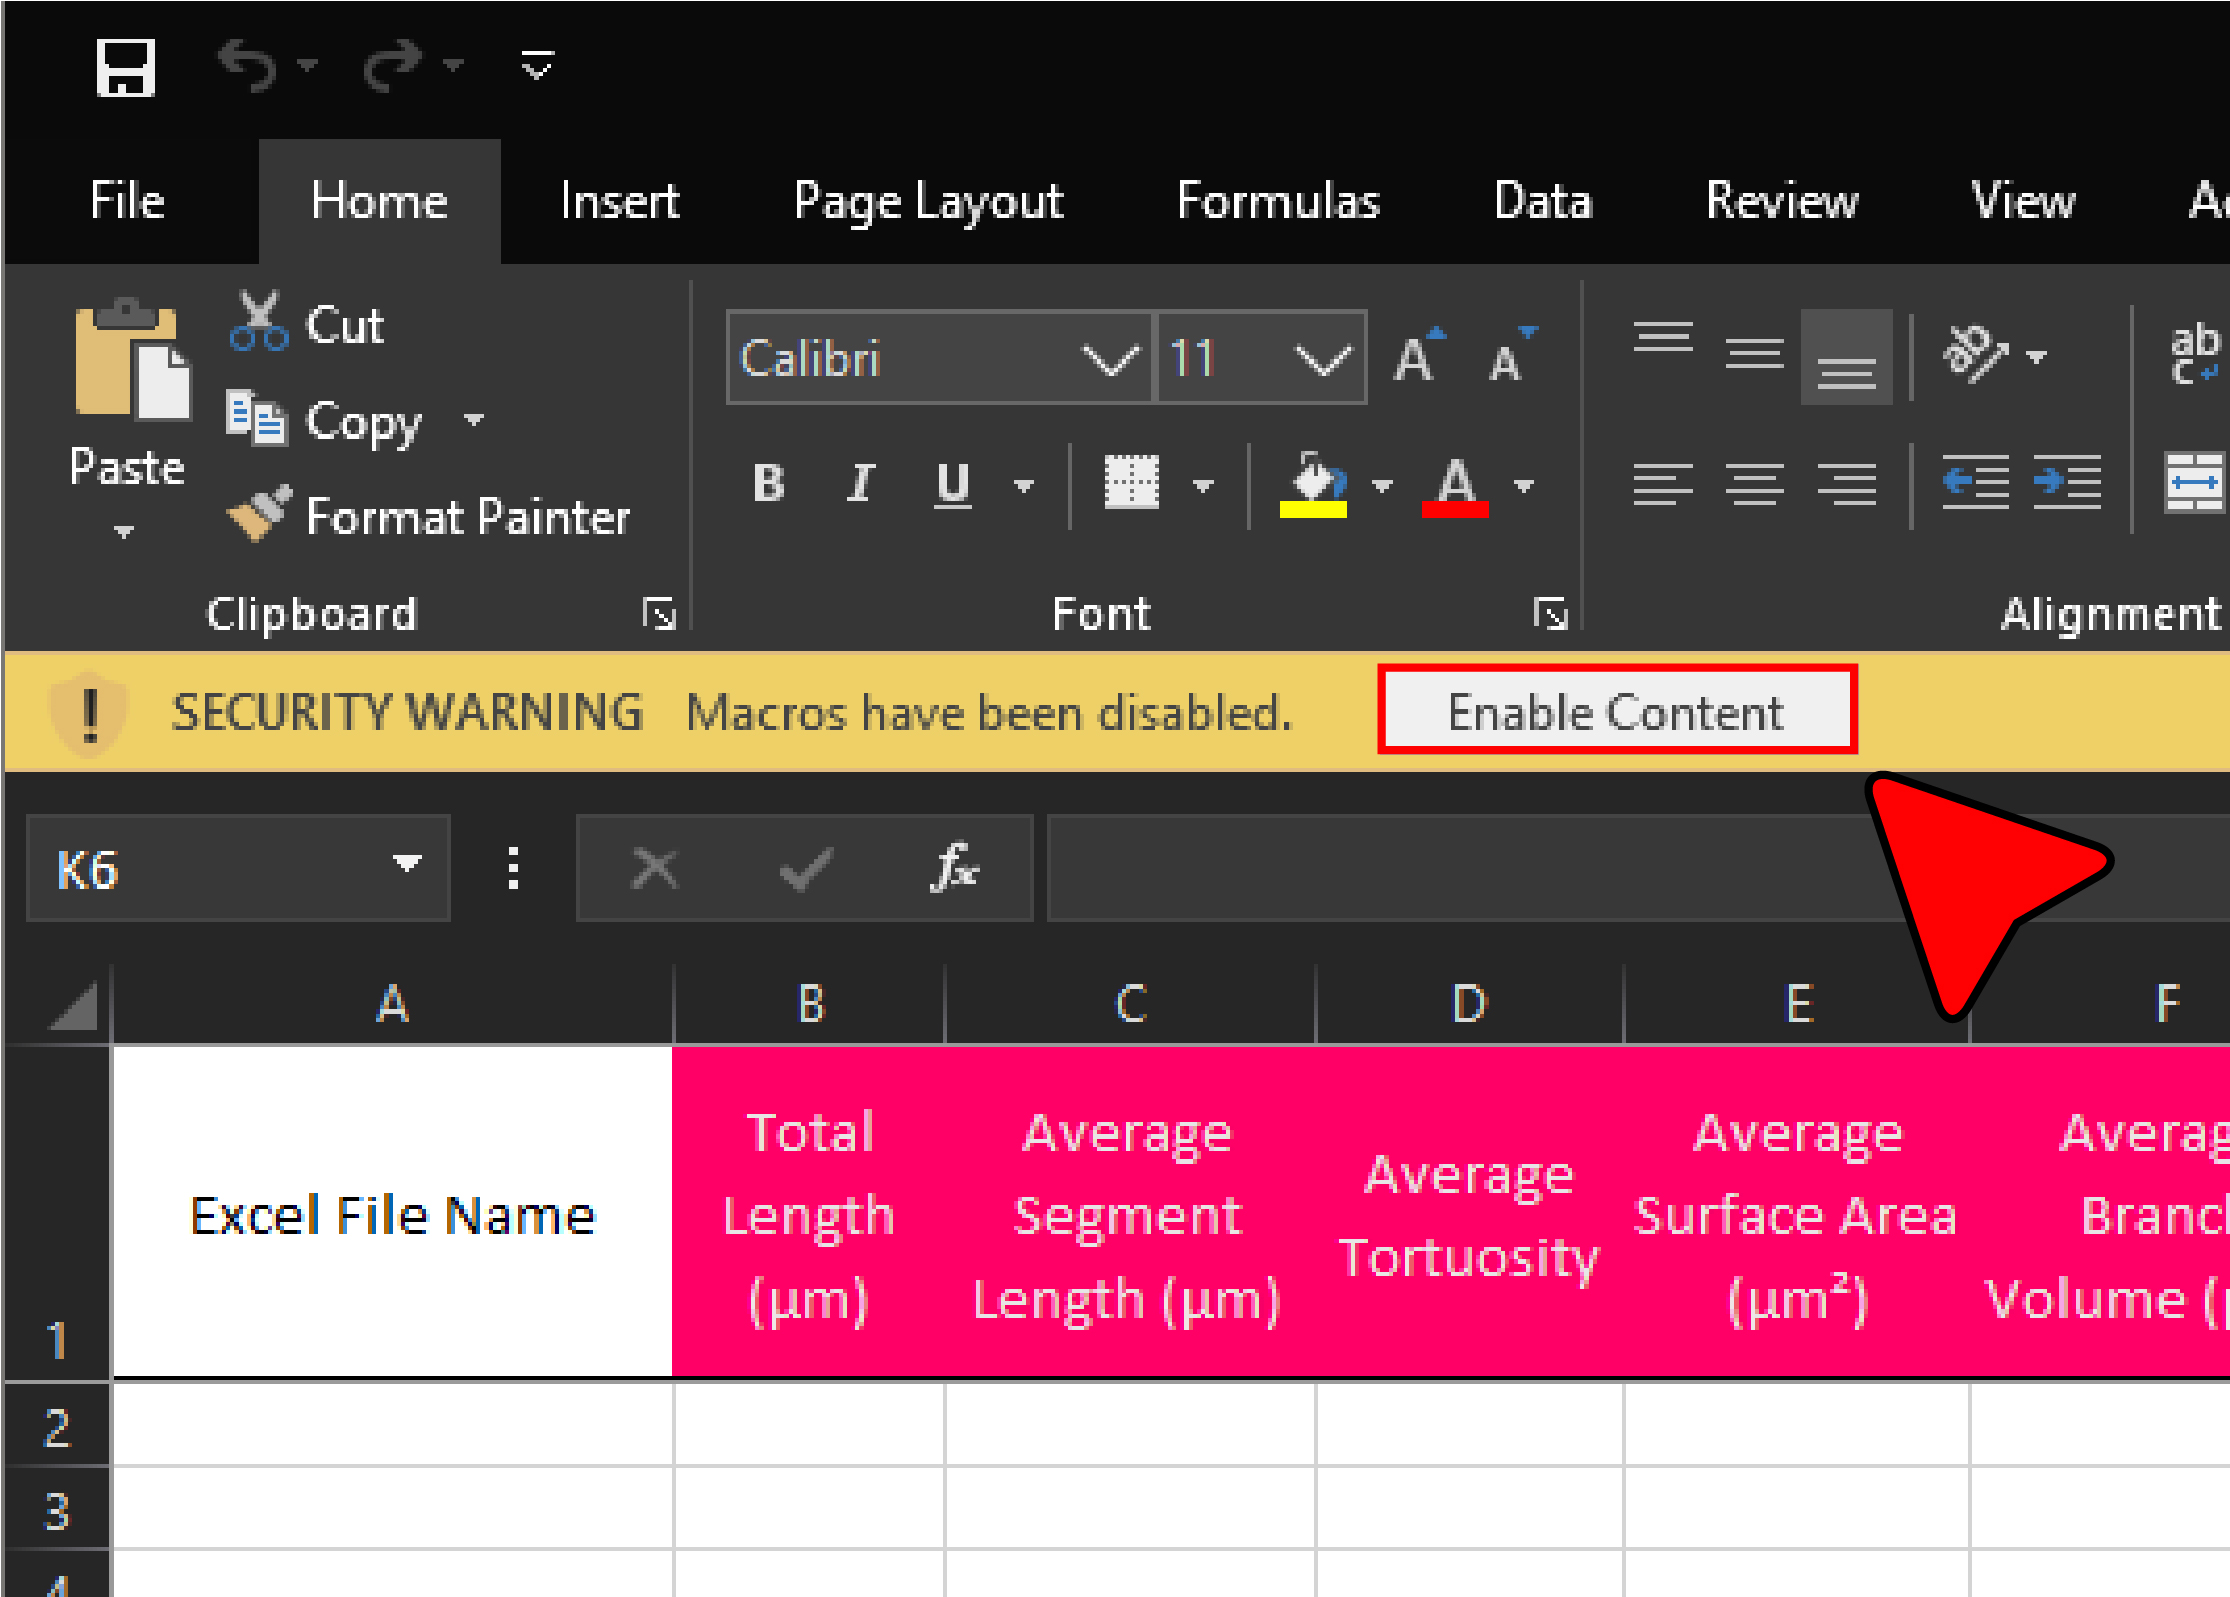 File Home Insert Page Layout Formulas Data Review View
Cut
Copy
Paste
Format Painter
Calibri 11
B I U
Clipboard Font Alignment
SECURITY WARNING Macros have been disabled. Enable Content
K6 fx
A B C D E F
1 Excel File Name
Total
Length
(µm)
Average
Segment
Length (µm)
Average
Tortuosity
Average
Surface Area
(µm²)
Volume
2
3
4